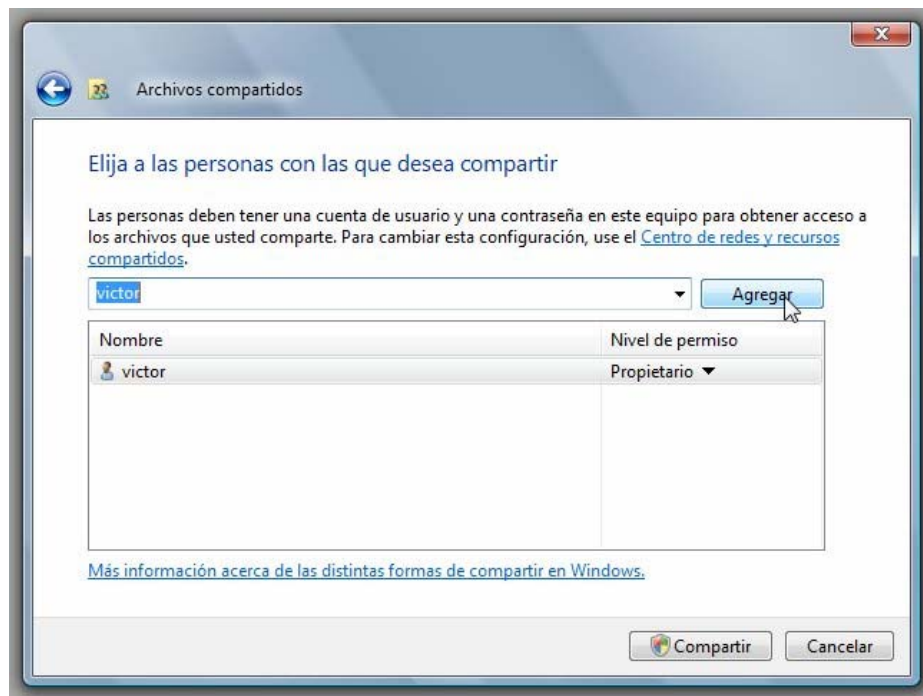 Archivos compartidos
Elija a las personas con las que desea compartir
Las personas deben tener una cuenta de usuario y una contraseña en este equipo para obtener acceso a
los archivos que usted comparte. Para cambiar esta configuración, use el Centro de redes y recursos
compartidos.
victor Agregar
Nombre Nivel de permiso
victor Propietario
Más información acerca de las distintas formas de compartir en Windows.
Compartir Cancelar